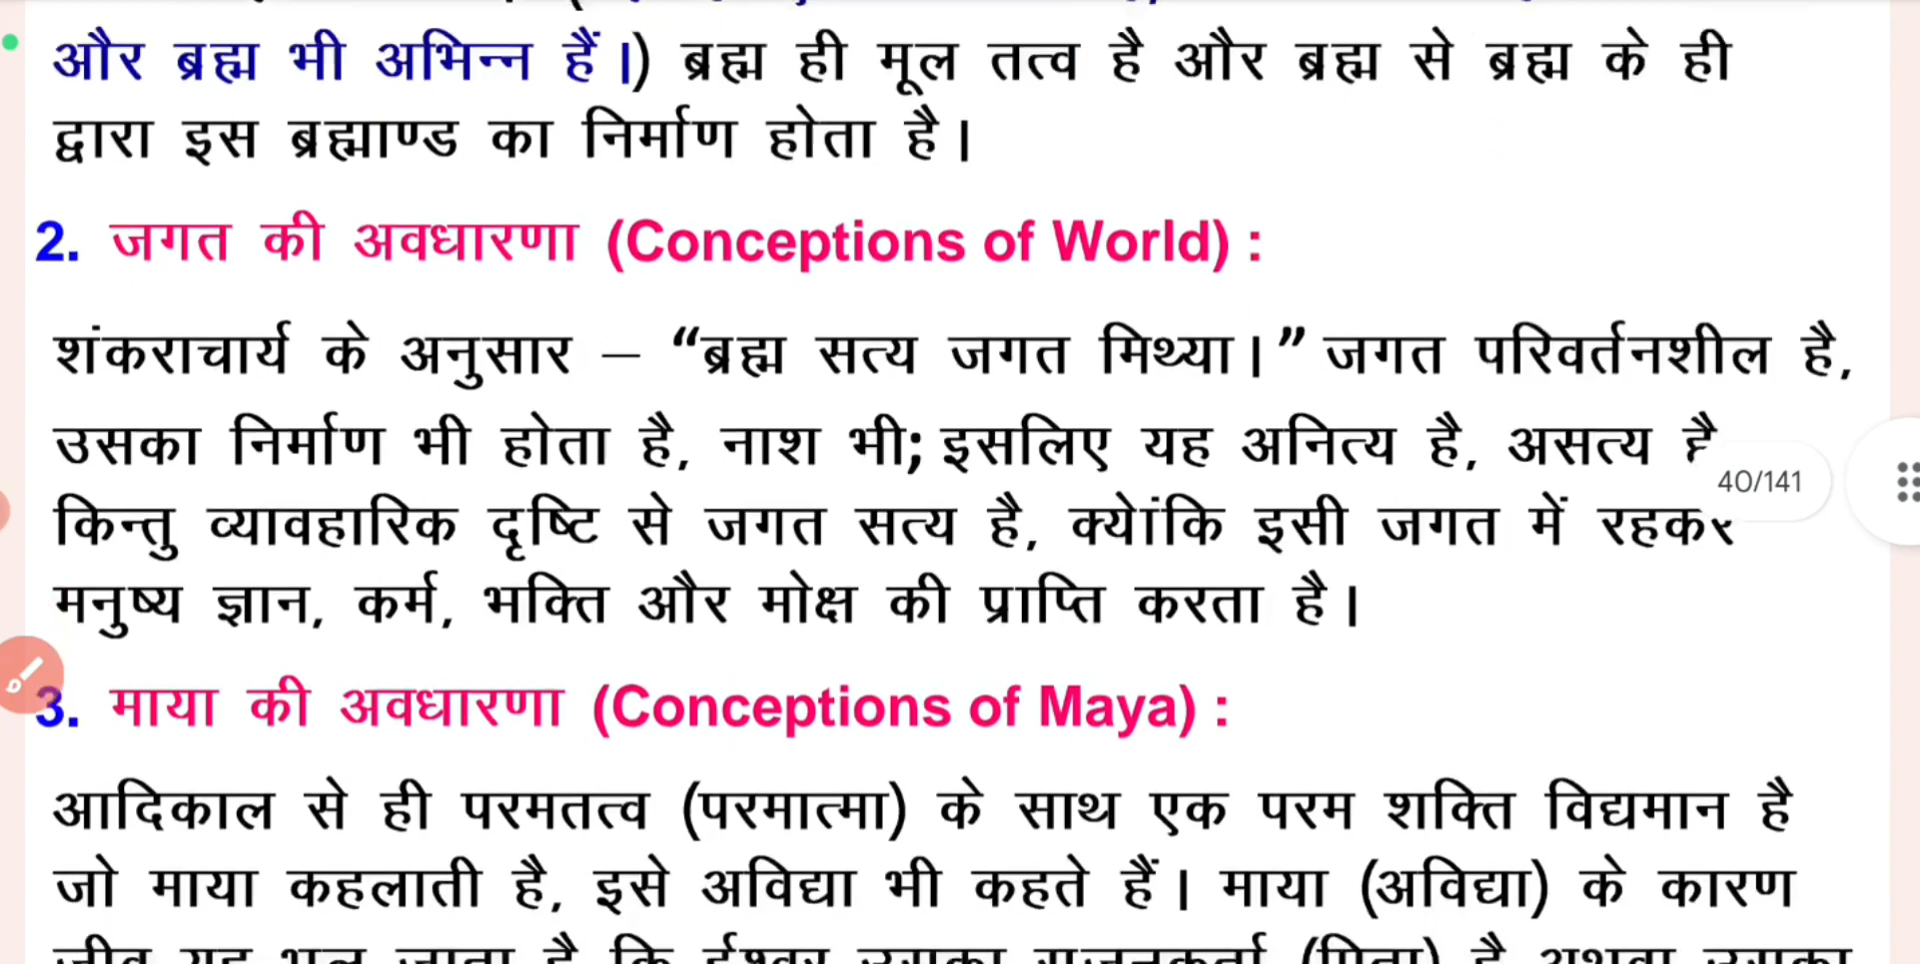 और ब्रह्म भी अभिन्न हैं।) ब्रह्म ही मूल तत्व है और ब्रह्म से ब्रह्म के ही
द्वारा इस ब्रह्माण्ड का निर्माण होता है।
2. जगत की अवधारणा (Conceptions of World) :
शंकराचार्य के अनुसार – “ब्रह्म सत्य जगत मिथ्या।” जगत परिवर्तनशील है,
उसका निर्माण भी होता है, नाश भी; इसलिए यह अनित्य है, असत्य है
40/141
किन्तु व्यावहारिक दृष्टि से जगत सत्य है, क्येांकि इसी जगत में रहकर
मनुष्य ज्ञान, कर्म, भक्ति और मोक्ष की प्राप्ति करता है।
3. माया की अवधारणा (Conceptions of Maya) :
आदिकाल से ही परमतत्व (परमात्मा) के साथ एक परम शक्ति विद्यमान है
जो माया कहलाती है, इसे अविद्या भी कहते हैं। माया (अविद्या) के कारण